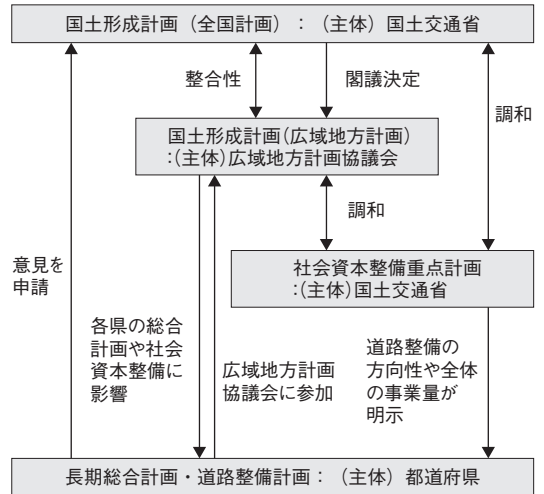 国土形成計画（全国計画）：（主体）国土交通省
整合性
閣議決定
調和
国土形成計画(広域地方計画)
:(主体)広域地方計画協議会
調和
意見を
申請
社会資本整備重点計画
:(主体)国土交通省
各県の総合
計画や社会
資本整備に
影響
広域地方計画
協議会に参加
道路整備の
方向性や全体
の事業量が
明示
長期総合計画・道路整備計画：（主体）都道府県